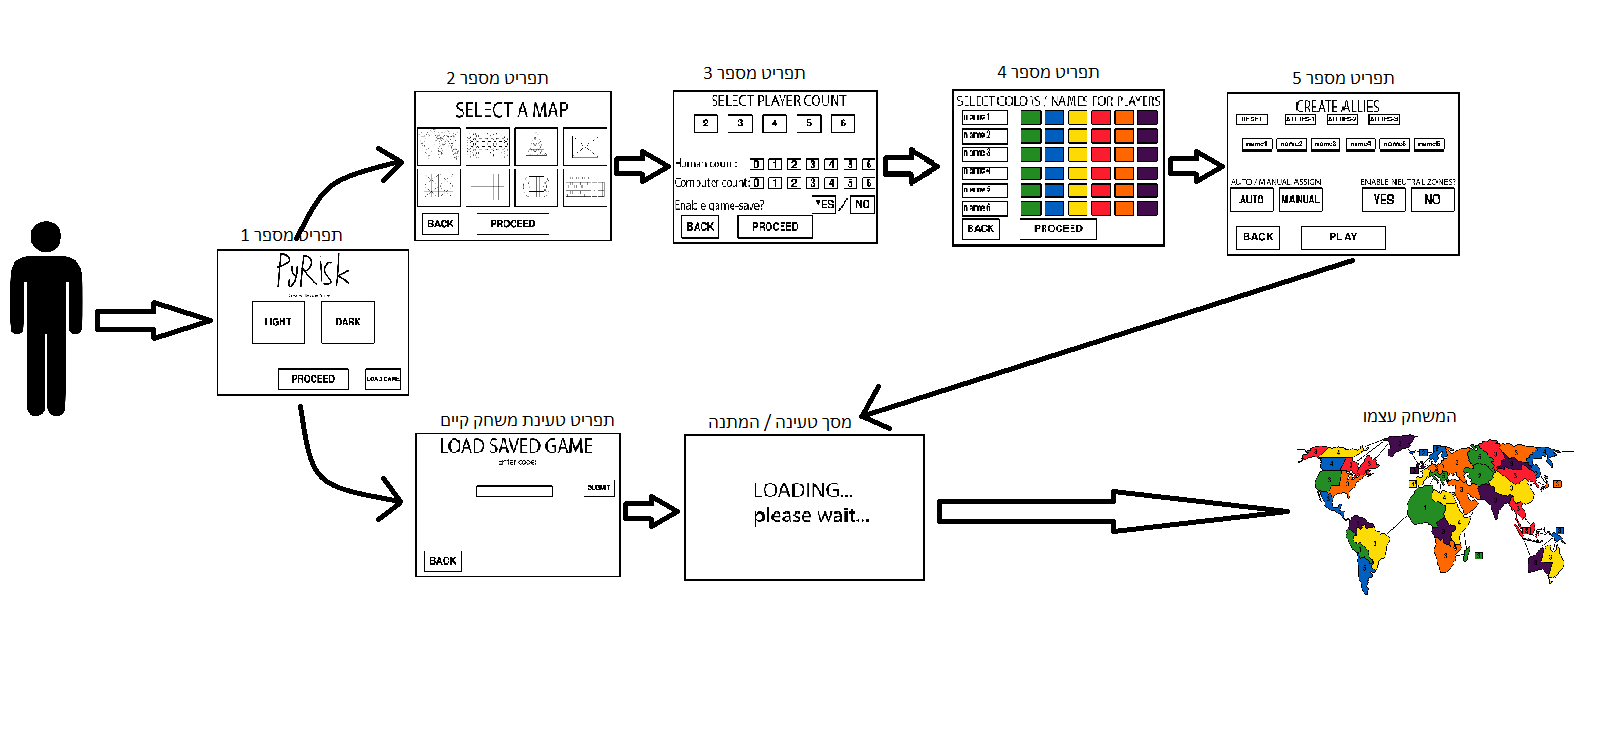 תפריט מספר 1
PyRisk
LIGHT
DARK
PROCEED
LOAD GAME
תפריט מספר 2
SELECT A MAP
BACK
PROCEED
תפריט מספר 3
SELECT PLAYER COUNT
2 3 4 5 6
Human count: 0 1 2 3 4 5 6
Computer count: 0 1 2 3 4 5 6
Enable game-save? YES / NO
BACK
PROCEED
תפריט מספר 4
SELECT COLORS / NAMES FOR PLAYERS
name1
name2
name3
name4
name5
name6
BACK
PROCEED
תפריט מספר 5
CREATE ALLIES
RESET ALLIES-1 ALLIES-2 ALLIES-3
name1 name2 name3 name4 name5 name6
AUTO / MANUAL ASSIGN
ENABLE NEUTRAL ZONES?
AUTO MANUAL
YES NO
BACK
PLAY
תפריט טעינת משחק קיים
LOAD SAVED GAME
enter code:
SUBMIT
BACK
מסך טעינה / המתנה
LOADING...
please wait...
המשחק עצמו